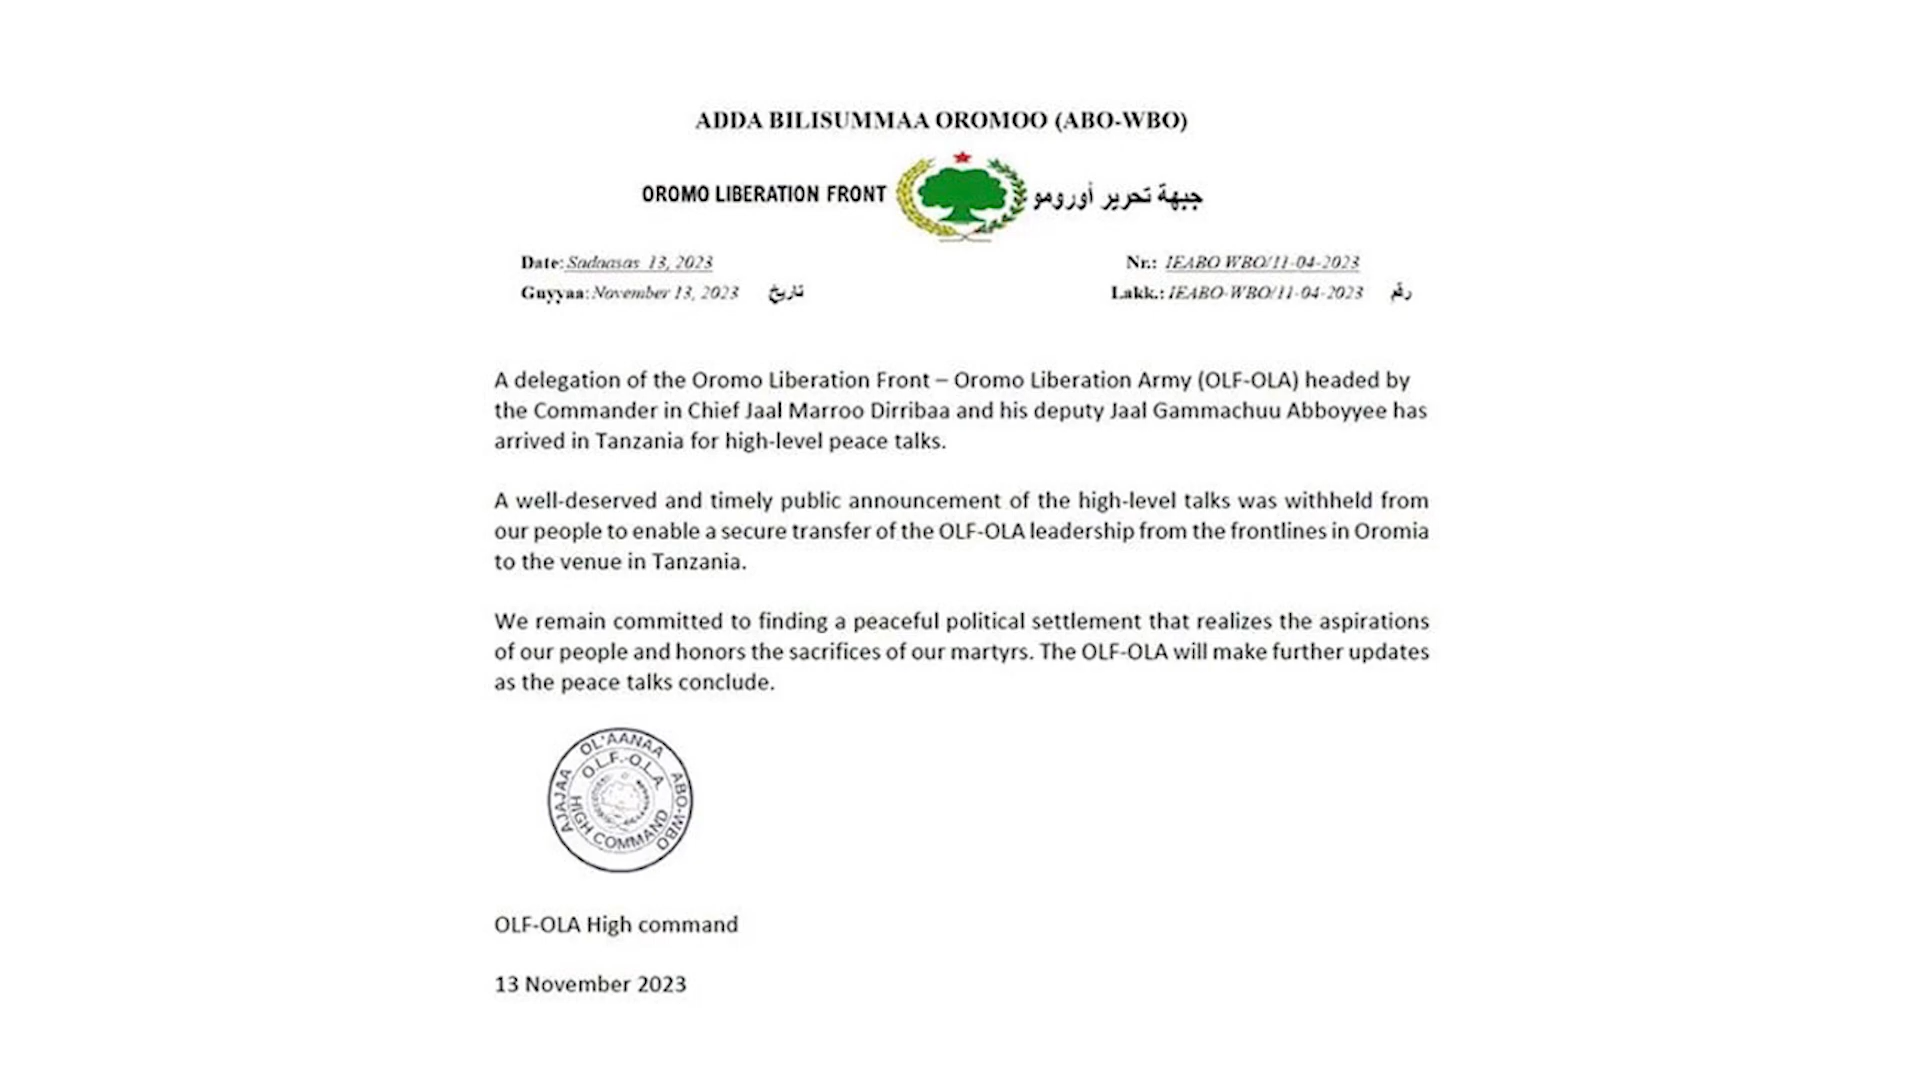 ADDA BILISUMMAA OROMOO (ABO-WBO)
OROMO LIBERATION FRONT جبهة تحرير أورومو
Date: Sadaasas 13, 2023 Nr.: IEABO WBO/11-04-2023
Guyyaa: November 13, 2023 تاريخ Lakk.: IEABO-WBO/11-04-2023 رقم
A delegation of the Oromo Liberation Front – Oromo Liberation Army (OLF-OLA) headed by
the Commander in Chief Jaal Marroo Dirribaa and his deputy Jaal Gammachuu Abboyyee has
arrived in Tanzania for high-level peace talks.
A well-deserved and timely public announcement of the high-level talks was withheld from
our people to enable a secure transfer of the OLF-OLA leadership from the frontlines in Oromia
to the venue in Tanzania.
We remain committed to finding a peaceful political settlement that realizes the aspirations
of our people and honors the sacrifices of our martyrs. The OLF-OLA will make further updates
as the peace talks conclude.
AJAJAA OL'AANAA ABO-WBO
O.L.F.-O.L.A
HIGH COMMAND
OLF-OLA High command
13 November 2023